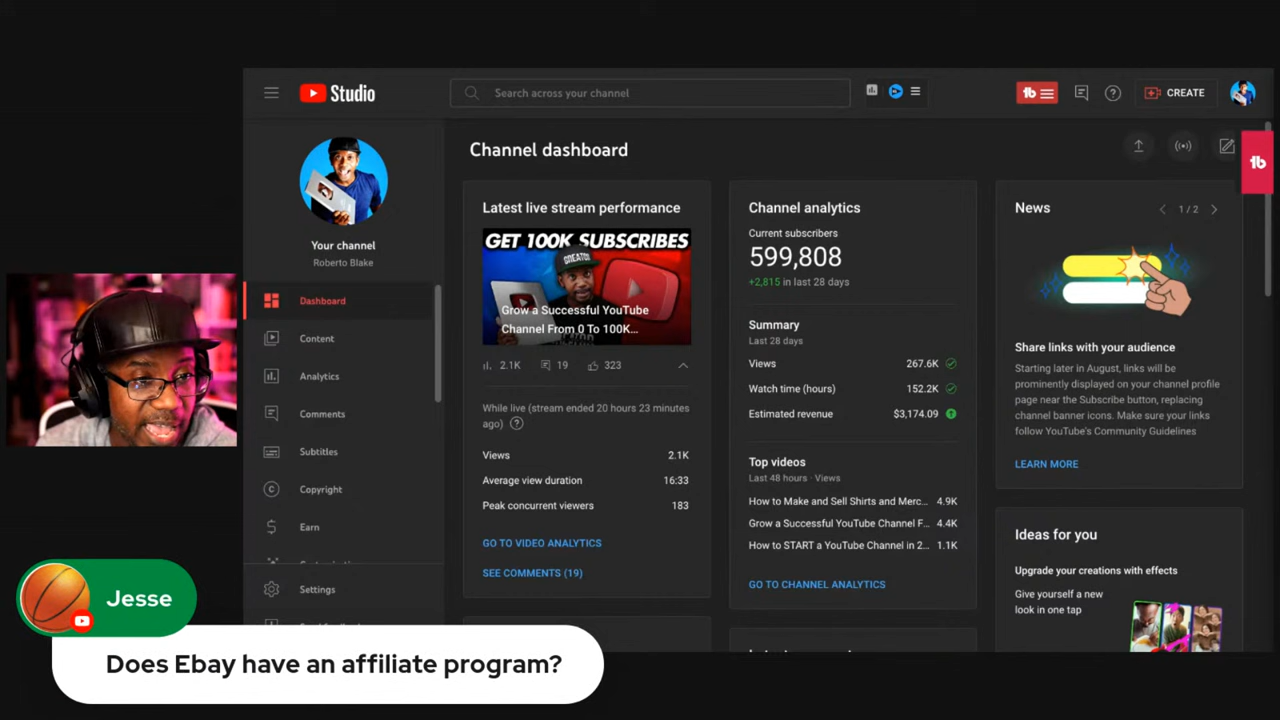 Studio
Search across your channel
CREATE
Your channel
Roberto Blake
Dashboard
Content
Analytics
Comments
Subtitles
Copyright
Earn
Settings
Channel dashboard
Latest live stream performance
GET 100K SUBSCRIBES
Grow a Successful YouTube
Channel From 0 To 100K...
2.1K 19 323
While live (stream ended 20 hours 23 minutes
ago)
Views 2.1K
Average view duration 16:33
Peak concurrent viewers 183
GO TO VIDEO ANALYTICS
SEE COMMENTS (19)
Channel analytics
Current subscribers
599,808
+2,815 in last 28 days
Summary
Last 28 days
Views 267.6K
Watch time (hours) 152.2K
Estimated revenue $3,174.09
Top videos
Last 48 hours · Views
How to Make and Sell Shirts and Merc... 4.9K
Grow a Successful YouTube Channel F... 4.4K
How to START a YouTube Channel in 2... 1.1K
GO TO CHANNEL ANALYTICS
News
1 / 2
Share links with your audience
Starting later in August, links will be
prominently displayed on your channel profile
page near the Subscribe button, replacing
channel banner icons. Make sure your links
follow YouTube's Community Guidelines
LEARN MORE
Ideas for you
Upgrade your creations with effects
Give yourself a new
look in one tap
Jesse
Does Ebay have an affiliate program?